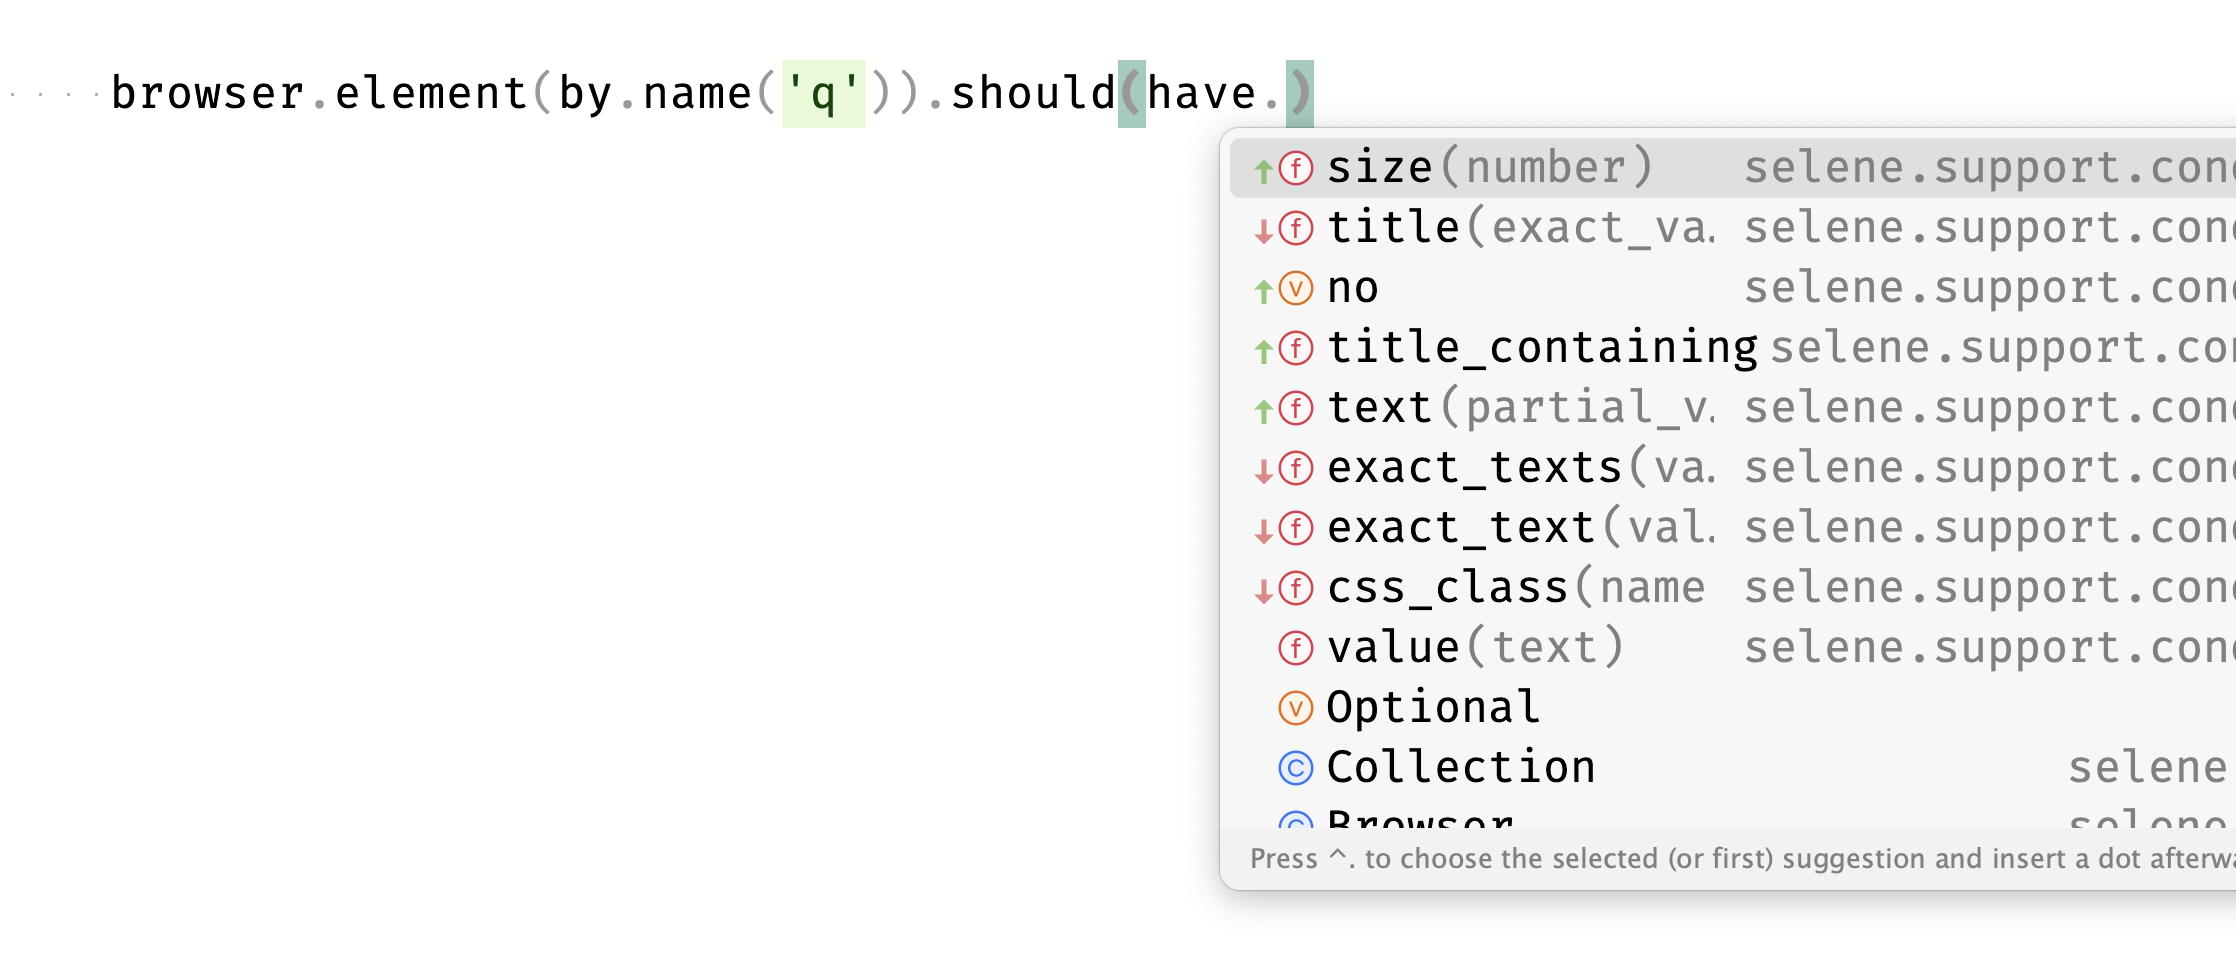 browser.element(by.name('q')).should(have.)
size(number) selene.support.con
title(exact_va. selene.support.con
no selene.support.con
title_containing selene.support.co
text(partial_v. selene.support.con
exact_texts(va. selene.support.con
exact_text(val. selene.support.con
css_class(name selene.support.con
value(text) selene.support.con
Optional
Collection selene
Browser selene
Press ^. to choose the selected (or first) suggestion and insert a dot afterwa